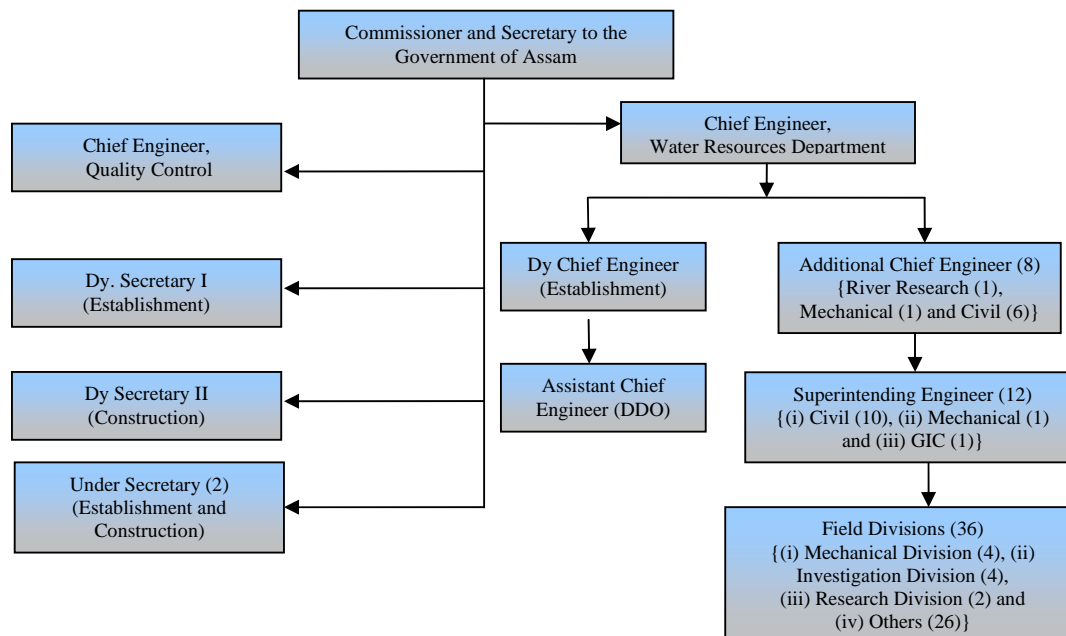 Commissioner and Secretary to the
Government of Assam
Chief Engineer,
Water Resources Department
Chief Engineer,
Quality Control
Dy Chief Engineer
(Establishment)
Additional Chief Engineer (8)
{River Research (1),
Mechanical (1) and Civil (6)}
Dy. Secretary I
(Establishment)
Assistant Chief
Engineer (DDO)
Superintending Engineer (12)
{(i) Civil (10), (ii) Mechanical (1)
and (iii) GIC (1)}
Dy Secretary II
(Construction)
Under Secretary (2)
(Establishment and
Construction)
Field Divisions (36)
{(i) Mechanical Division (4), (ii)
Investigation Division (4),
(iii) Research Division (2) and
(iv) Others (26)}